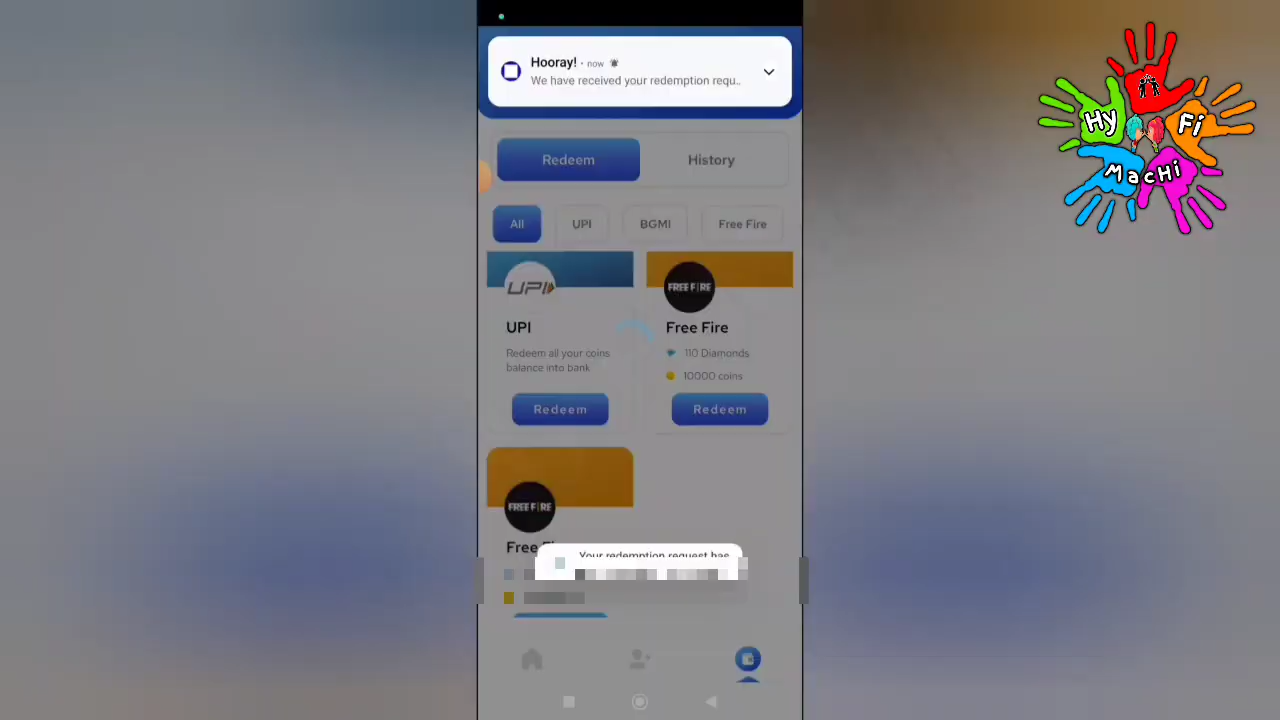 Hooray! • now
We have received your redemption requ..
Redeem
History
All
UPI
BGMI
Free Fire
UPI
FREE FIRE
UPI
Free Fire
Redeem all your coins
balance into bank
110 Diamonds
10000 coins
Redeem
Redeem
FREE FIRE
Free
Your redemption request has
Hy
Fi
MacHi